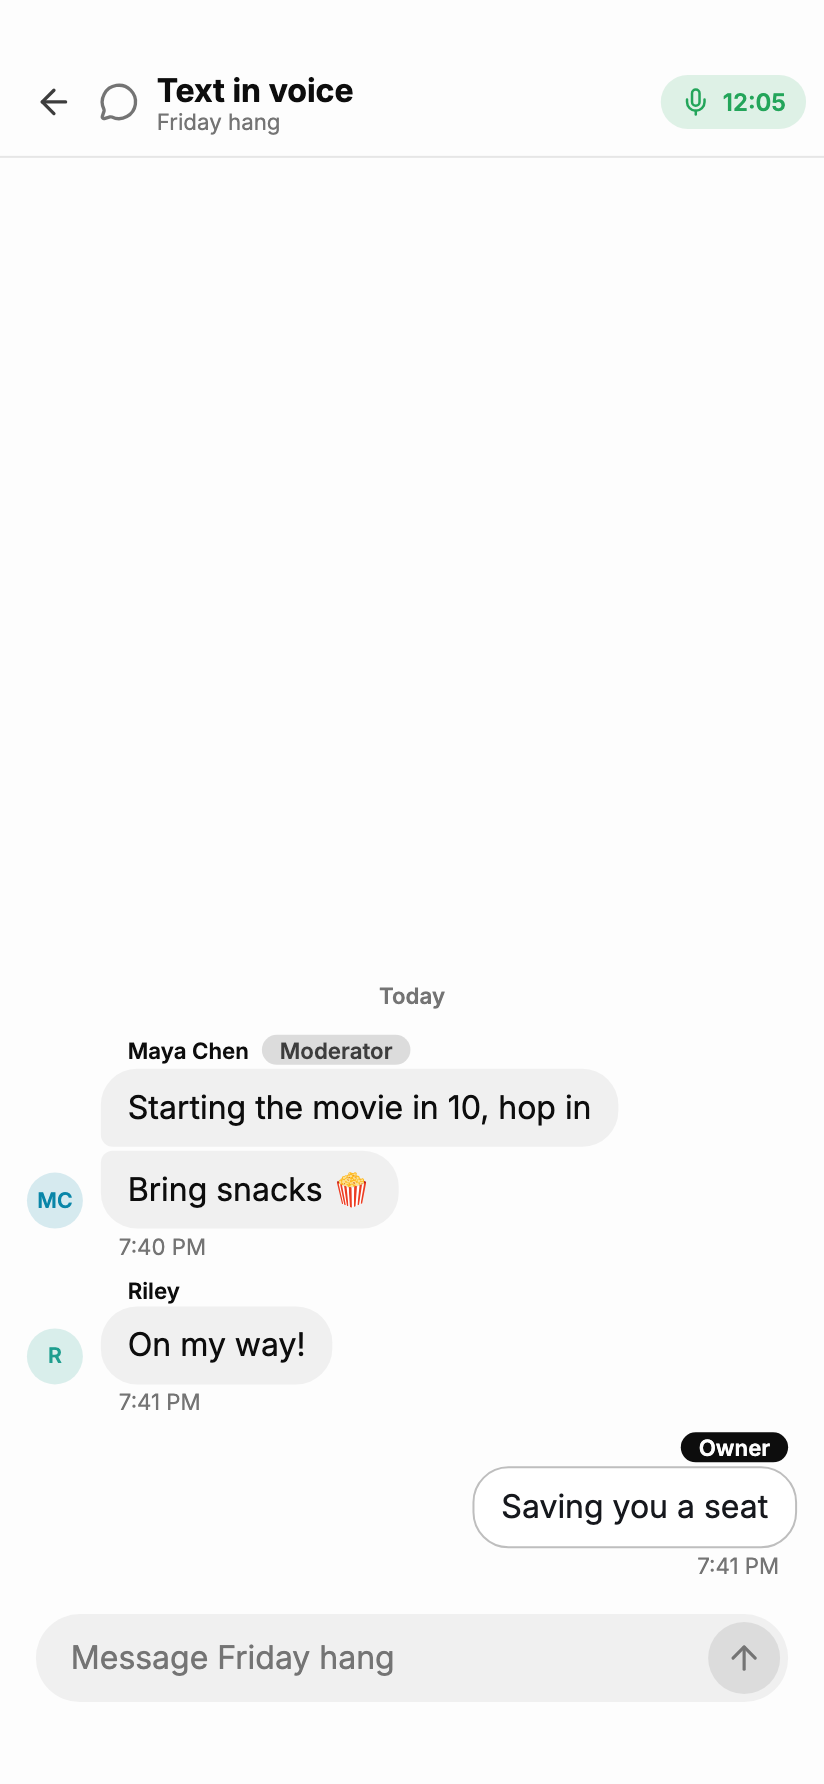 Text in voice
Friday hang
12:05
Today
Maya Chen Moderator
Starting the movie in 10, hop in
Bring snacks 🍿
MC
7:40 PM
Riley
On my way!
R
7:41 PM
Owner
Saving you a seat
7:41 PM
Message Friday hang